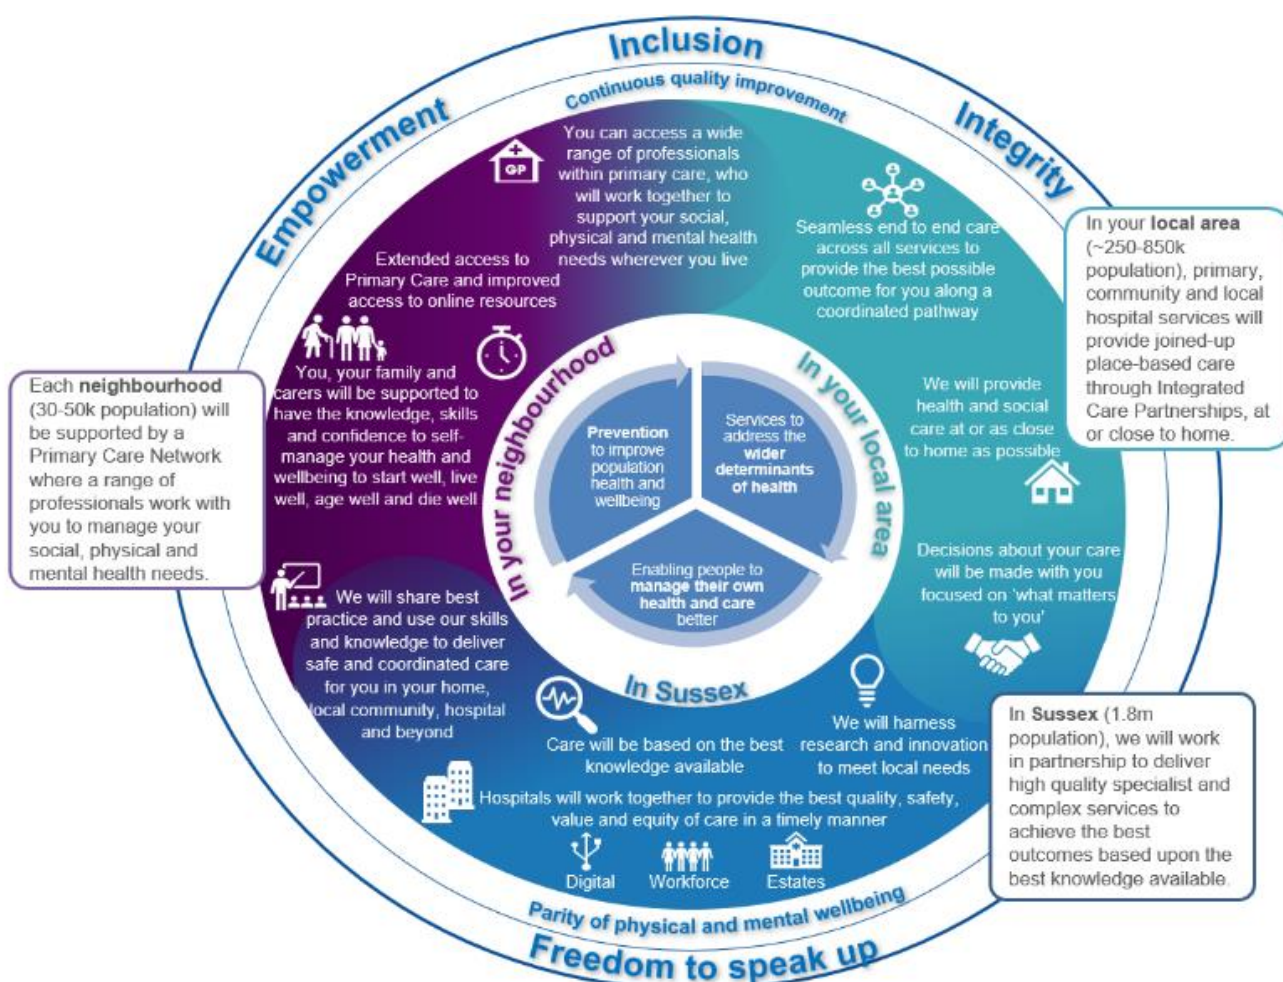 Inclusion
Continuous quality improvement
Empowerment
Integrity
GP
You can access a wide
range of professionals
within primary care, who
will work together to
support your social,
physical and mental health
needs wherever you live
Seamless end to end care
across all services to
provide the best possible
outcome for you along a
coordinated pathway
In your local area
(~250-850k
population), primary,
community and local
hospital services will
provide joined-up
place-based care
through Integrated
Care Partnerships, at
or close to home.
Extended access to
Primary Care and improved
access to online resources
You, your family and
carers will be supported to
have the knowledge, skills
and confidence to self-
manage your health and
wellbeing to start well, live
well, age well and die well
Each neighbourhood
(30-50k population) will
be supported by a
Primary Care Network
where a range of
professionals work with
you to manage your
social, physical and
mental health needs.
In your neighbourhood
In your local area
In Sussex
Prevention
to improve
population
health and
wellbeing
Services to
address the
wider
determinants
of health
Enabling people to
manage their own
health and care
better
We will provide
health and social
care at or as close
to home as possible
Decisions about your care
will be made with you
focused on 'what matters
to you'
We will share best
practice and use our skills
and knowledge to deliver
safe and coordinated care
for you in your home,
local community, hospital
and beyond
Care will be based on the best
knowledge available
We will harness
research and innovation
to meet local needs
In Sussex (1.8m
population), we will work
in partnership to deliver
high quality specialist and
complex services to
achieve the best
outcomes based upon the
best knowledge available.
Hospitals will work together to provide the best quality, safety,
value and equity of care in a timely manner
Digital
Workforce
Estates
Parity of physical and mental wellbeing
Freedom to speak up